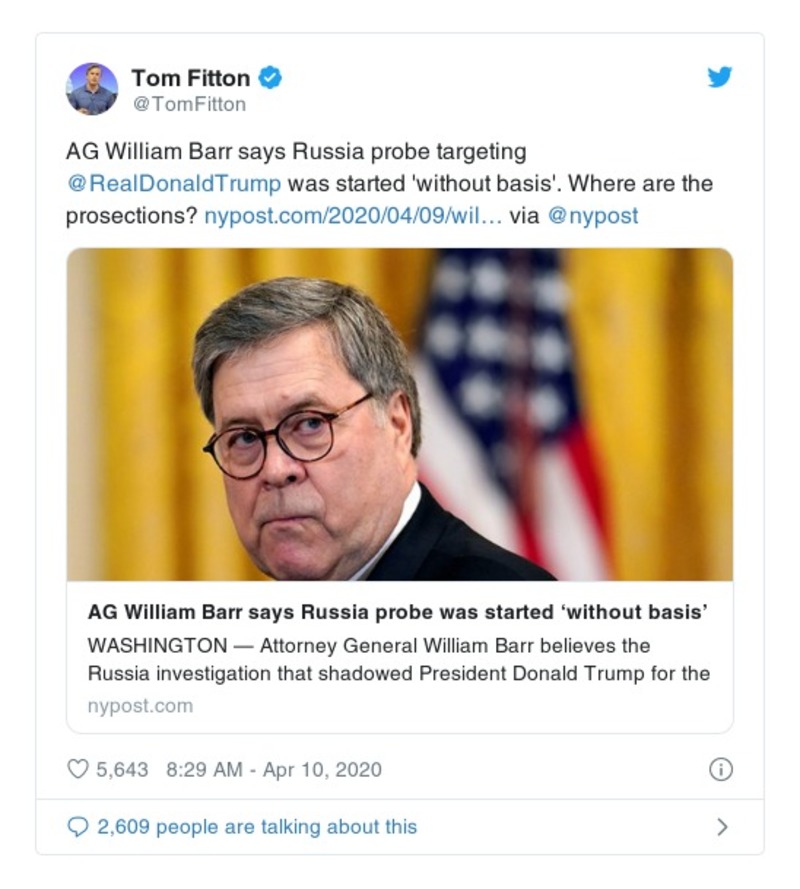 Tom Fitton
@TomFitton
AG William Barr says Russia probe targeting
@RealDonaldTrump was started 'without basis'. Where are the
prosections? nypost.com/2020/04/09/wil… via @nypost
AG William Barr says Russia probe was started ‘without basis’
WASHINGTON — Attorney General William Barr believes the
Russia investigation that shadowed President Donald Trump for the
nypost.com
5,643 8:29 AM - Apr 10, 2020
2,609 people are talking about this